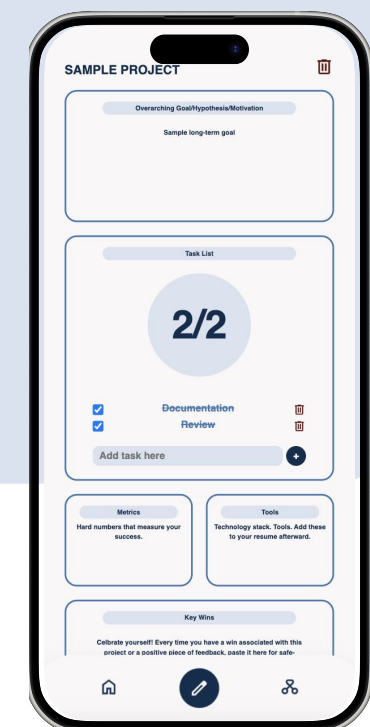 SAMPLE PROJECT
Overarching Goal/Hypothesis/Motivation
Sample long-term goal
Task List
2/2
Documentation
Review
Add task here
+
Metrics
Hard numbers that measure your
success.
Tools
Technology stack. Tools. Add these
to your resume afterward.
Key Wins
Celbrate yourself! Every time you have a win associated with this
project or a positive piece of feedback, paste it here for safe-